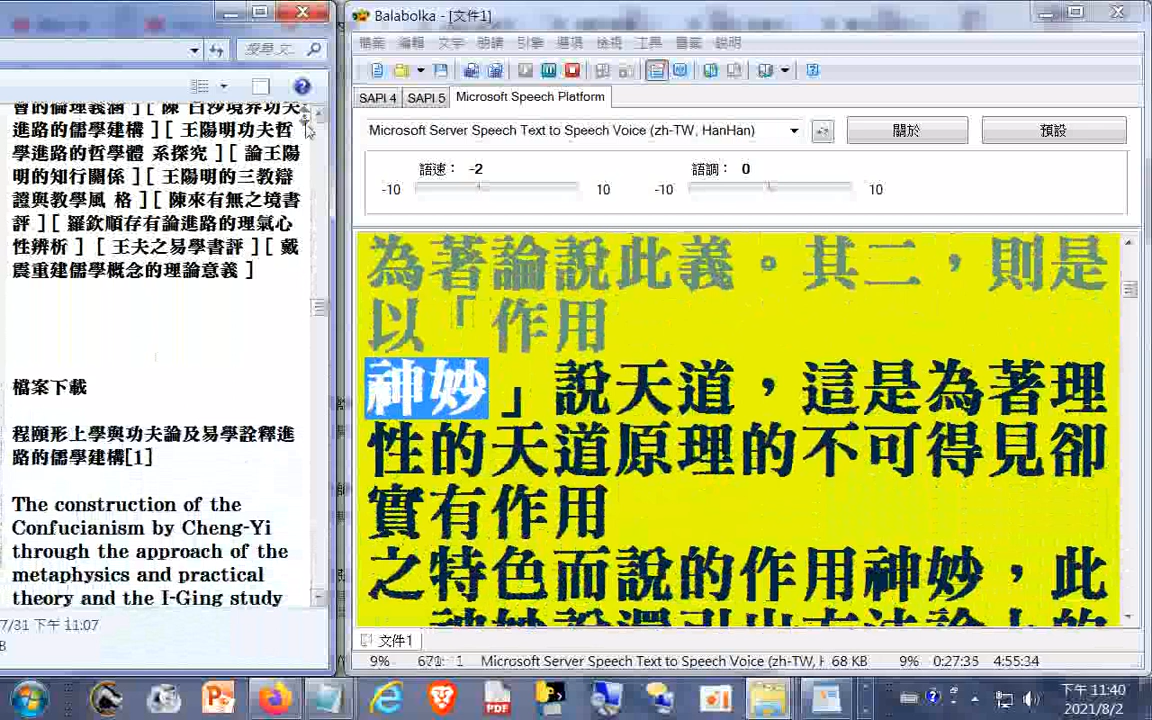 Balabolka - [文件1]
檔案 編輯 文字 朗讀 引擎 選項 檢視 工具 書籤 說明
搜尋 文...
SAPI 4 SAPI 5 Microsoft Speech Platform
Microsoft Server Speech Text to Speech Voice (zh-TW, HanHan)
關於
預設
語速： -2
語調： 0
-10 10
-10 10
會的倫理義涵 ] [ 陳 白沙境界功夫
進路的儒學建構 ] [ 王陽明功夫哲
學進路的哲學體 系探究 ] [ 論王陽
明的知行關係 ] [ 王陽明的三教辯
證與教學風 格 ] [ 陳來有無之境書
評 ] [ 羅欽順存有論進路的理氣心
性辨析 ] [ 王夫之易學書評 ] [ 戴
震重建儒學概念的理論意義 ]
檔案下載
程頤形上學與功夫論及易學詮釋進
路的儒學建構[1]
The construction of the
Confucianism by Cheng-Yi
through the approach of the
metaphysics and practical
theory and the I-Ging study
7/31 下午 11:07
B
為著論說此義。其二，則是
以「作用
神妙」說天道，這是為著理
性的天道原理的不可得見卻
實有作用
之特色而說的作用神妙，此
文件1
9% 671: 1 Microsoft Server Speech Text to Speech Voice (zh-TW, H 68 KB 9% 0:27:35 4:55:34
下午 11:40
2021/8/2